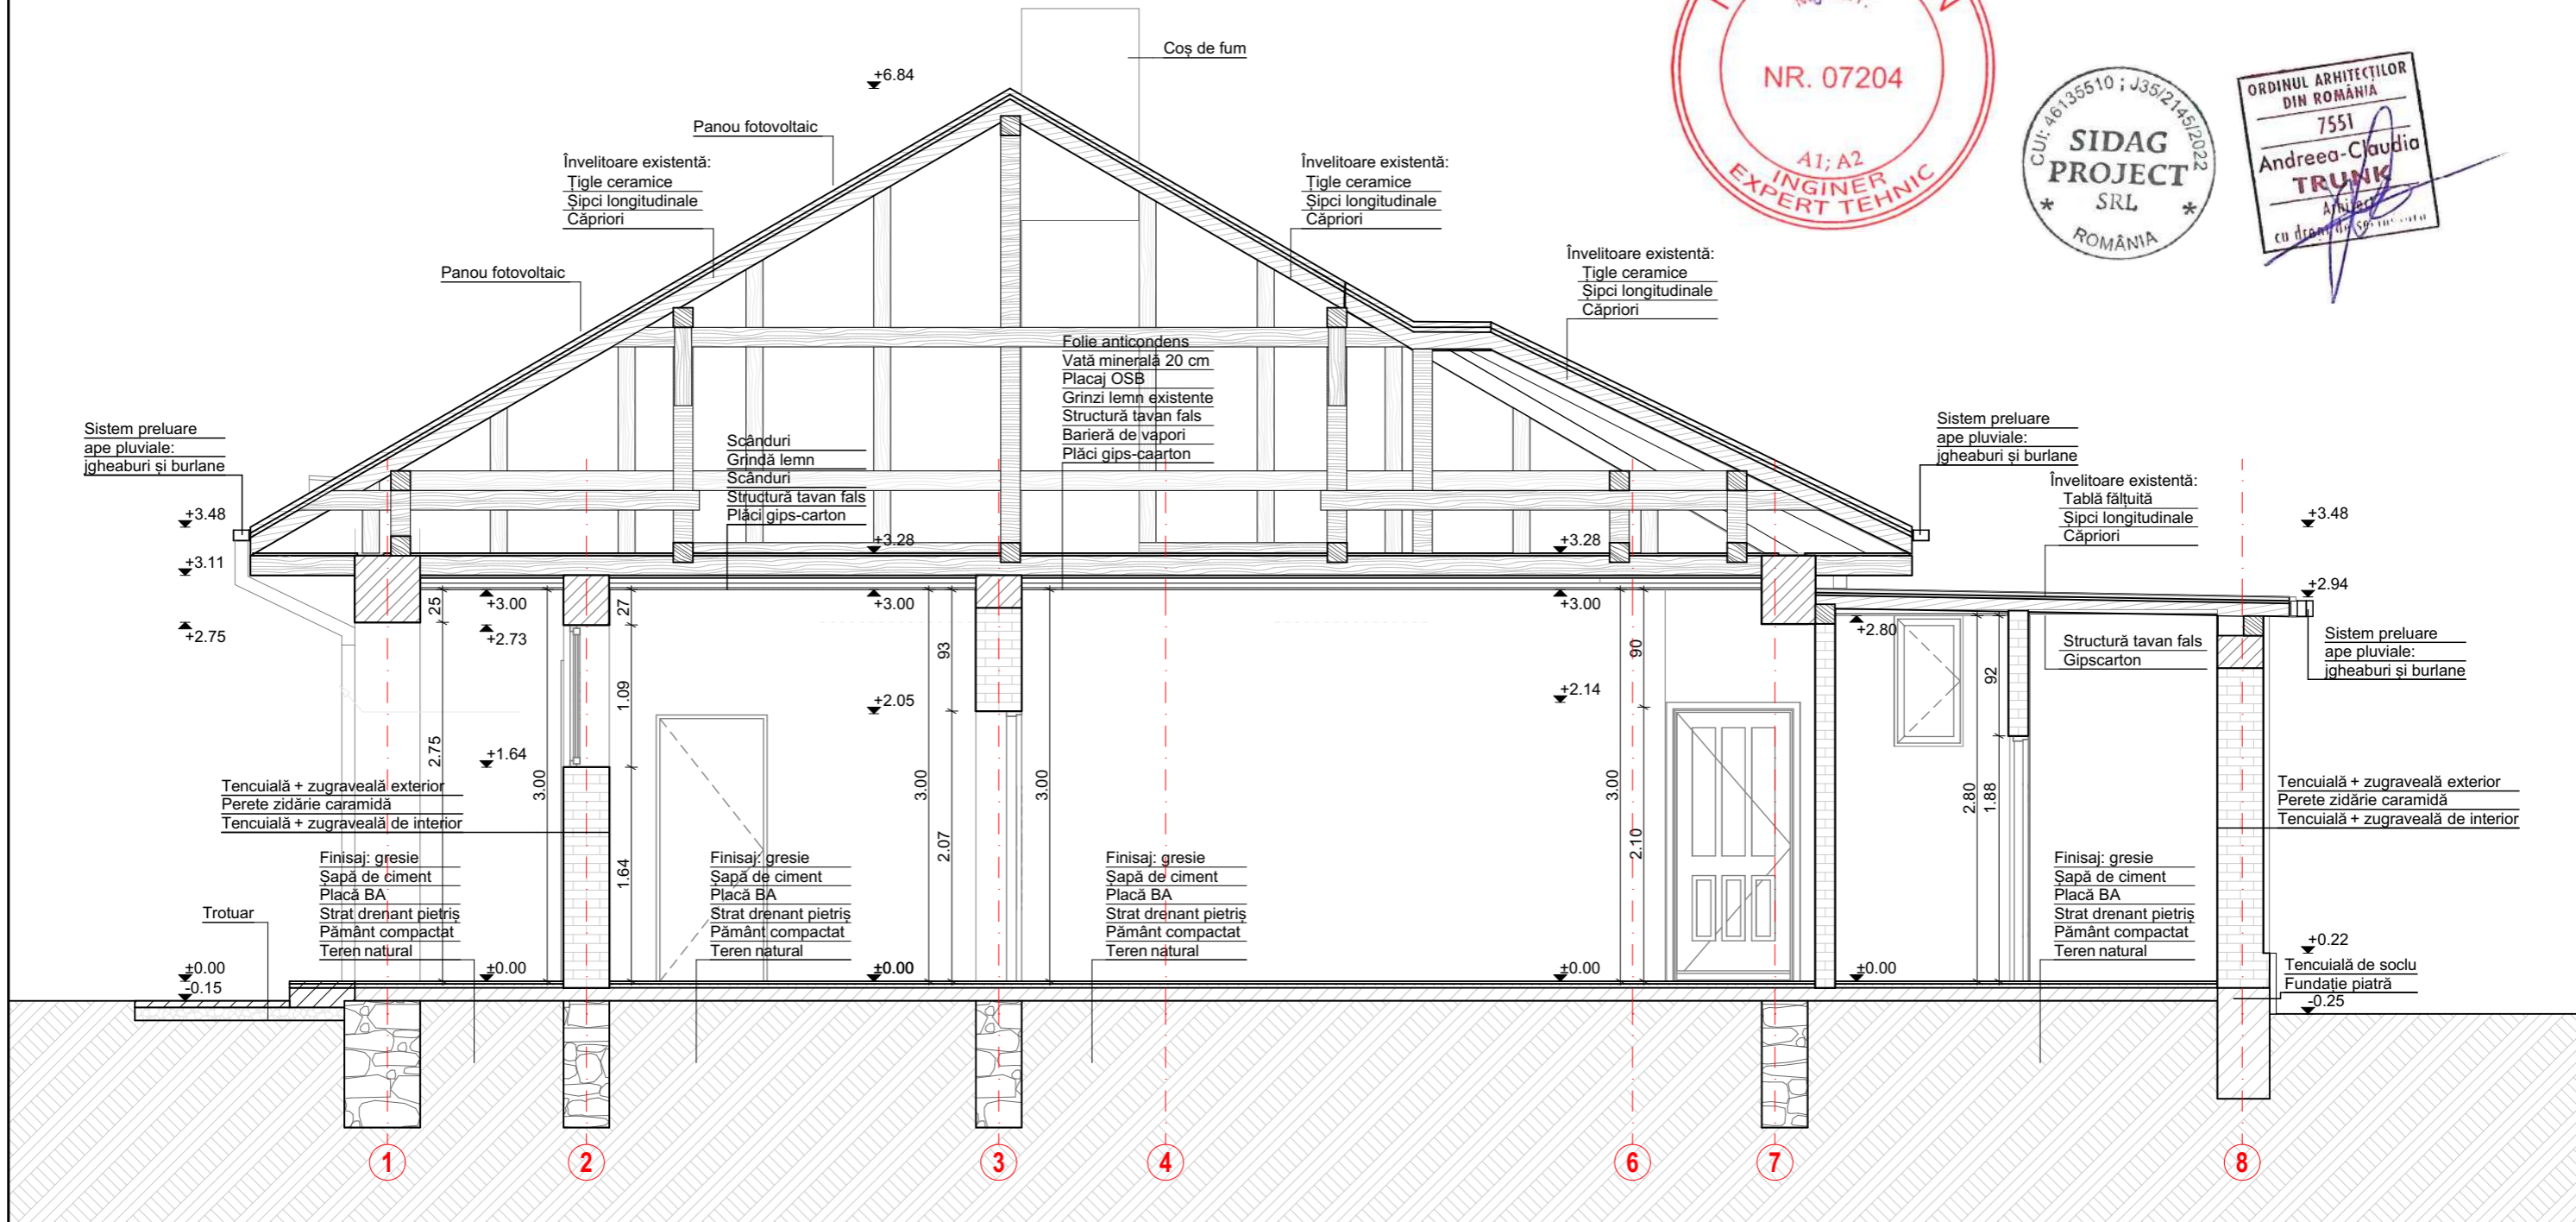 Coș de fum
+6.84
Panou fotovoltaic
Învelitoare existentă:
Țigle ceramice
Șipci longitudinale
Căpriori
Panou fotovoltaic
Învelitoare existentă:
Țigle ceramice
Șipci longitudinale
Căpriori
Învelitoare existentă:
Țigle ceramice
Șipci longitudinale
Căpriori
NR. 07204
A1; A2
INGINER
EXPERT TEHNIC
CUI: 46135510 ; J35/2145/2022
SIDAG
PROJECT
SRL
* ROMÂNIA *
ORDINUL ARHITECȚILOR
DIN ROMÂNIA
7551
Andreea-Claudia
TRUNK
Arhitect
cu drept de
Folie anticondens
Vată minerală 20 cm
Placaj OSB
Grinzi lemn existente
Structură tavan fals
Barieră de vapori
Plăci gips-caarton
Scânduri
Grindă lemn
Scânduri
Structură tavan fals
Plăci gips-carton
Sistem preluare
ape pluviale:
jgheaburi și burlane
+3.48
+3.11
+2.75
Sistem preluare
ape pluviale:
jgheaburi și burlane
Învelitoare existentă:
Tablă fălțuită
Șipci longitudinale
Căpriori
+3.48
+2.94
Sistem preluare
ape pluviale:
jgheaburi și burlane
+3.28
+3.28
25
+3.00
+2.73
27
+3.00
+3.00
+2.80
Structură tavan fals
Gipscarton
93
90
92
1.09
+2.05
+2.14
2.75
+1.64
3.00
3.00
3.00
3.00
2.80
1.88
2.07
2.10
1.64
Tencuială + zugraveală exterior
Perete zidărie caramidă
Tencuială + zugraveală de interior
Tencuială + zugraveală exterior
Perete zidărie caramidă
Tencuială + zugraveală de interior
Finisaj: gresie
Șapă de ciment
Placă BA
Strat drenant pietriș
Pământ compactat
Teren natural
Finisaj: gresie
Șapă de ciment
Placă BA
Strat drenant pietriș
Pământ compactat
Teren natural
Finisaj: gresie
Șapă de ciment
Placă BA
Strat drenant pietriș
Pământ compactat
Teren natural
Finisaj: gresie
Șapă de ciment
Placă BA
Strat drenant pietriș
Pământ compactat
Teren natural
Trotuar
±0.00
-0.15
±0.00
±0.00
±0.00
±0.00
+0.22
Tencuială de soclu
Fundație piatră
-0.25
1
2
3
4
6
7
8